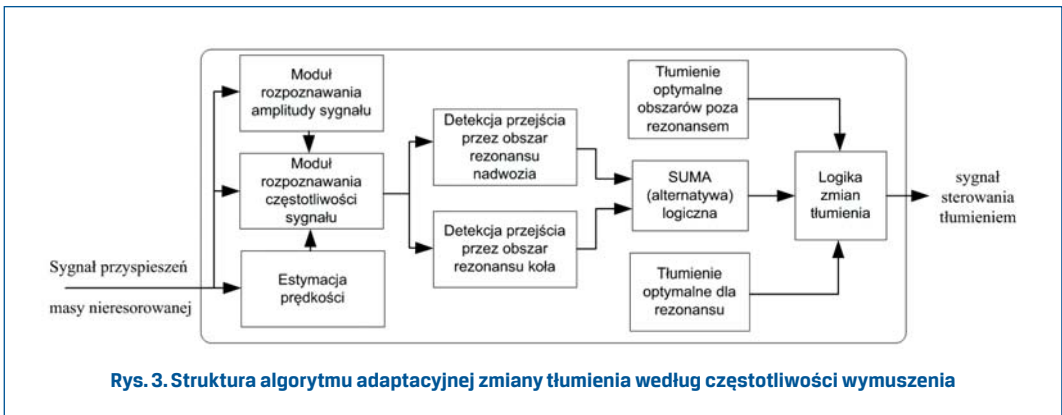 Moduł
rozpoznawania
amplitudy sygnału
Moduł
rozpoznawania
częstotliwości
sygnału
Estymacja
prędkości
Sygnał przyspieszeń
masy nieresorowanej
Detekcja przejścia
przez obszar
rezonansu
nadwozia
Detekcja przejścia
przez obszar
rezonansu koła
SUMA
(alternatywa)
logiczna
Tłumienie
optymalne
obszarów poza
rezonansem
Tłumienie
optymalne dla
rezonansu
Logika
zmian
tłumienia
sygnał
sterowania
tłumieniem
Rys. 3. Struktura algorytmu adaptacyjnej zmiany tłumienia według częstotliwości wymuszenia